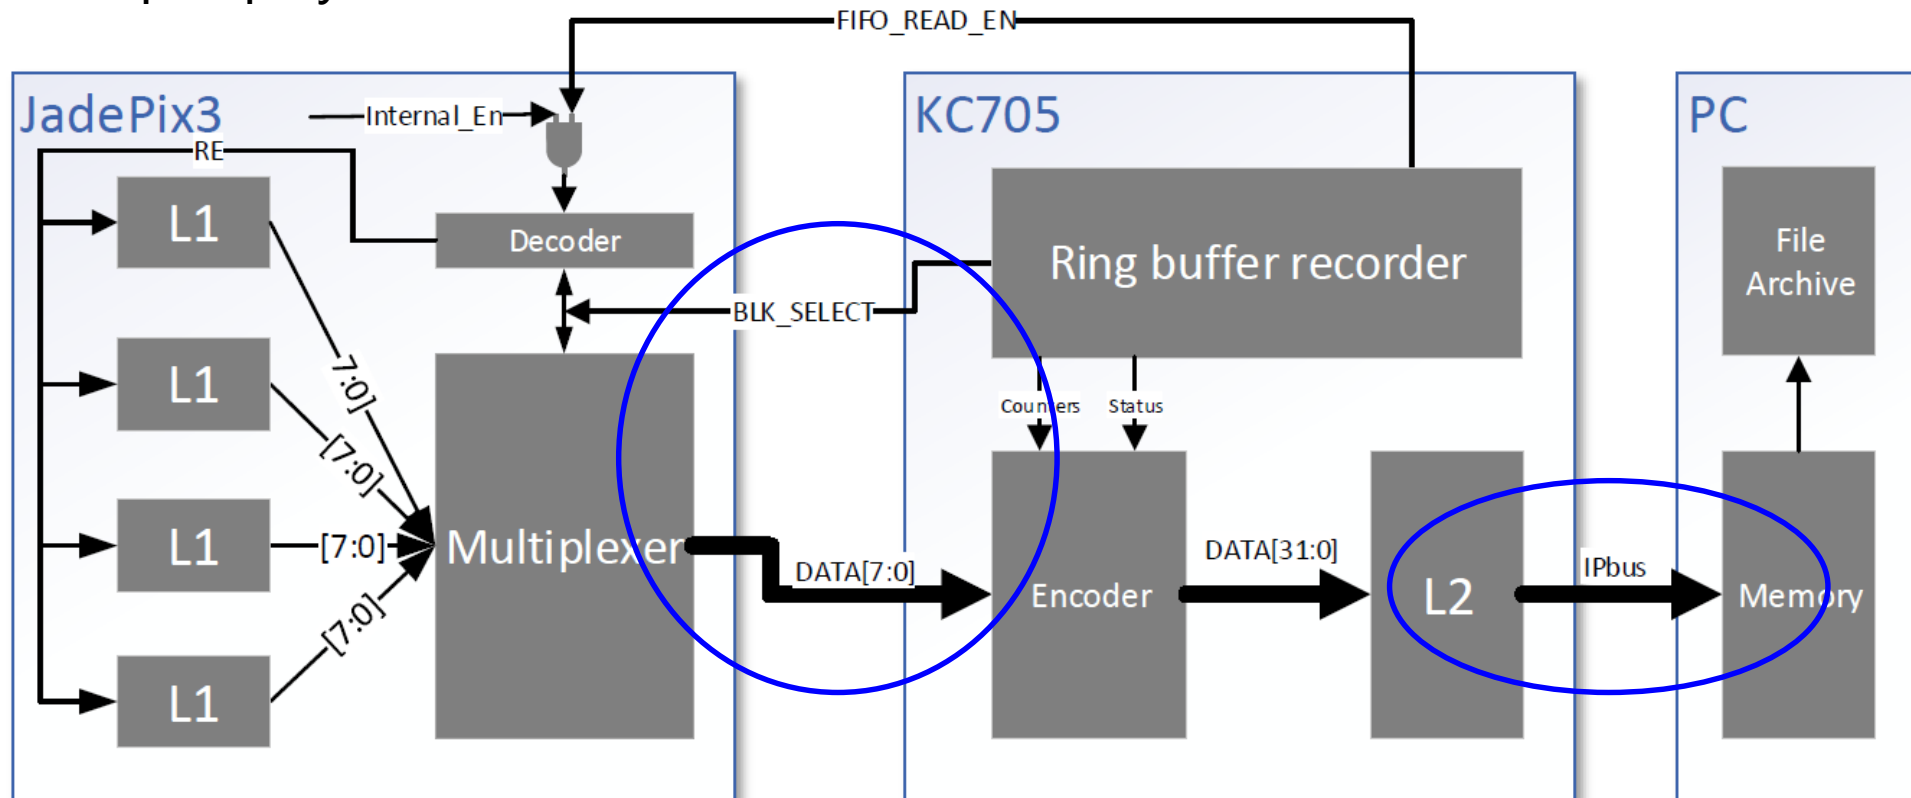 FIFO_READ_EN
JadePix3
Internal_En
RE
L1
Decoder
L1
7:0]
L1
[7:0]
L1
[7:0]
[7:0]
Multiplexer
BLK_SELECT
DATA[7:0]
KC705
Ring buffer recorder
Counters
Status
Encoder
DATA[31:0]
L2
IPbus
PC
File
Archive
Memory